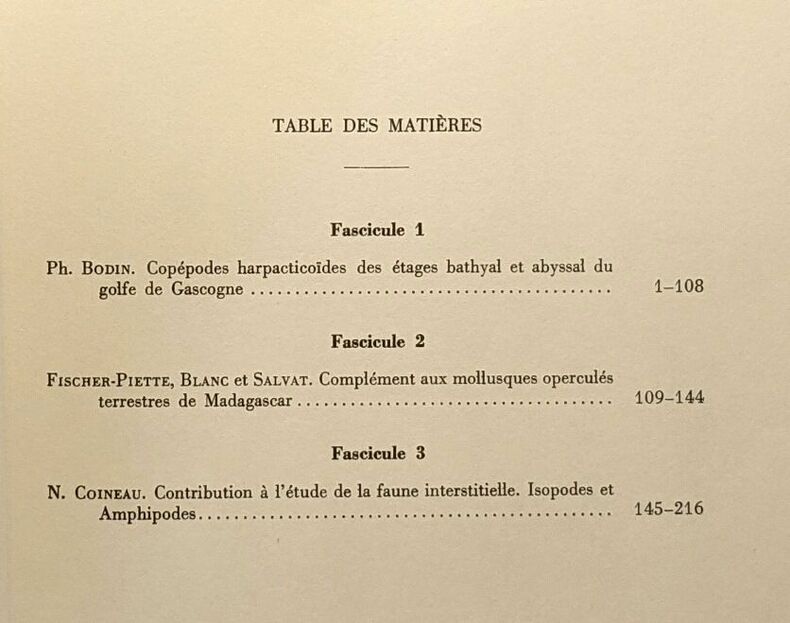 TABLE DES MATIÈRES
Fascicule 1
Ph. BODIN. Copépodes harpacticoïdes des étages bathyal et abyssal du
golfe de Gascogne ........................................ 1–108
Fascicule 2
FISCHER-PIETTE, BLANC et SALVAT. Complément aux mollusques operculés
terrestres de Madagascar ................................... 109–144
Fascicule 3
N. COINEAU. Contribution à l'étude de la faune interstitielle. Isopodes et
Amphipodes............................................. 145–216